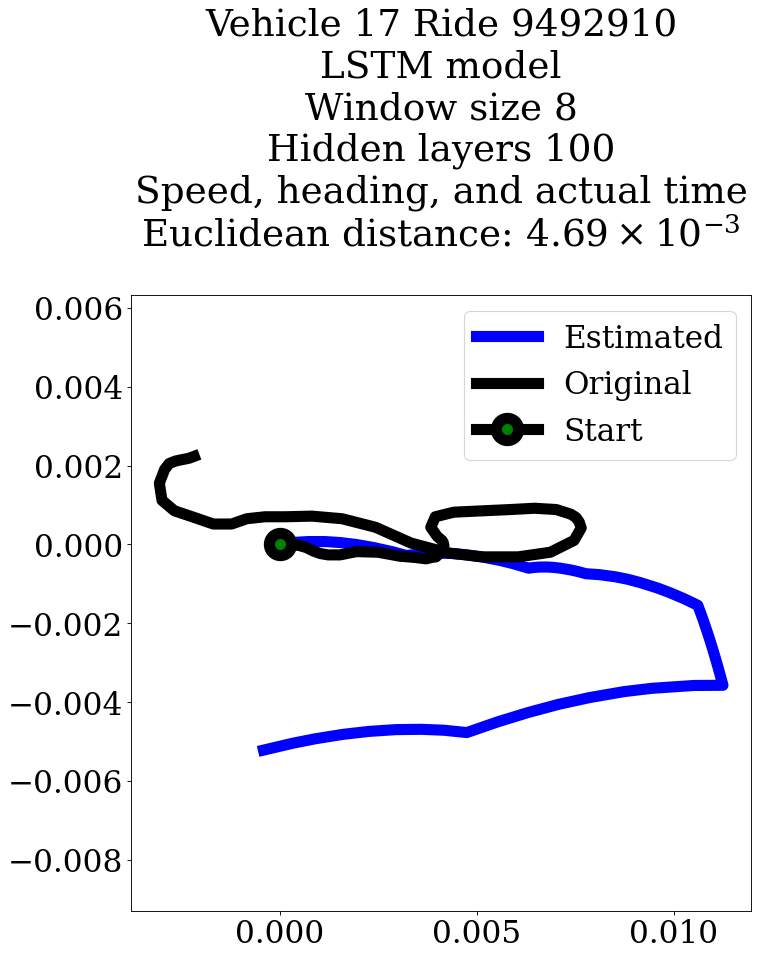 Vehicle 17 Ride 9492910
LSTM model
Window size 8
Hidden layers 100
Speed, heading, and actual time
Euclidean distance: 4.69 × 10⁻³
0.006
0.004
0.002
0.000
−0.002
−0.004
−0.006
−0.008
Estimated
Original
Start
0.000 0.005 0.010